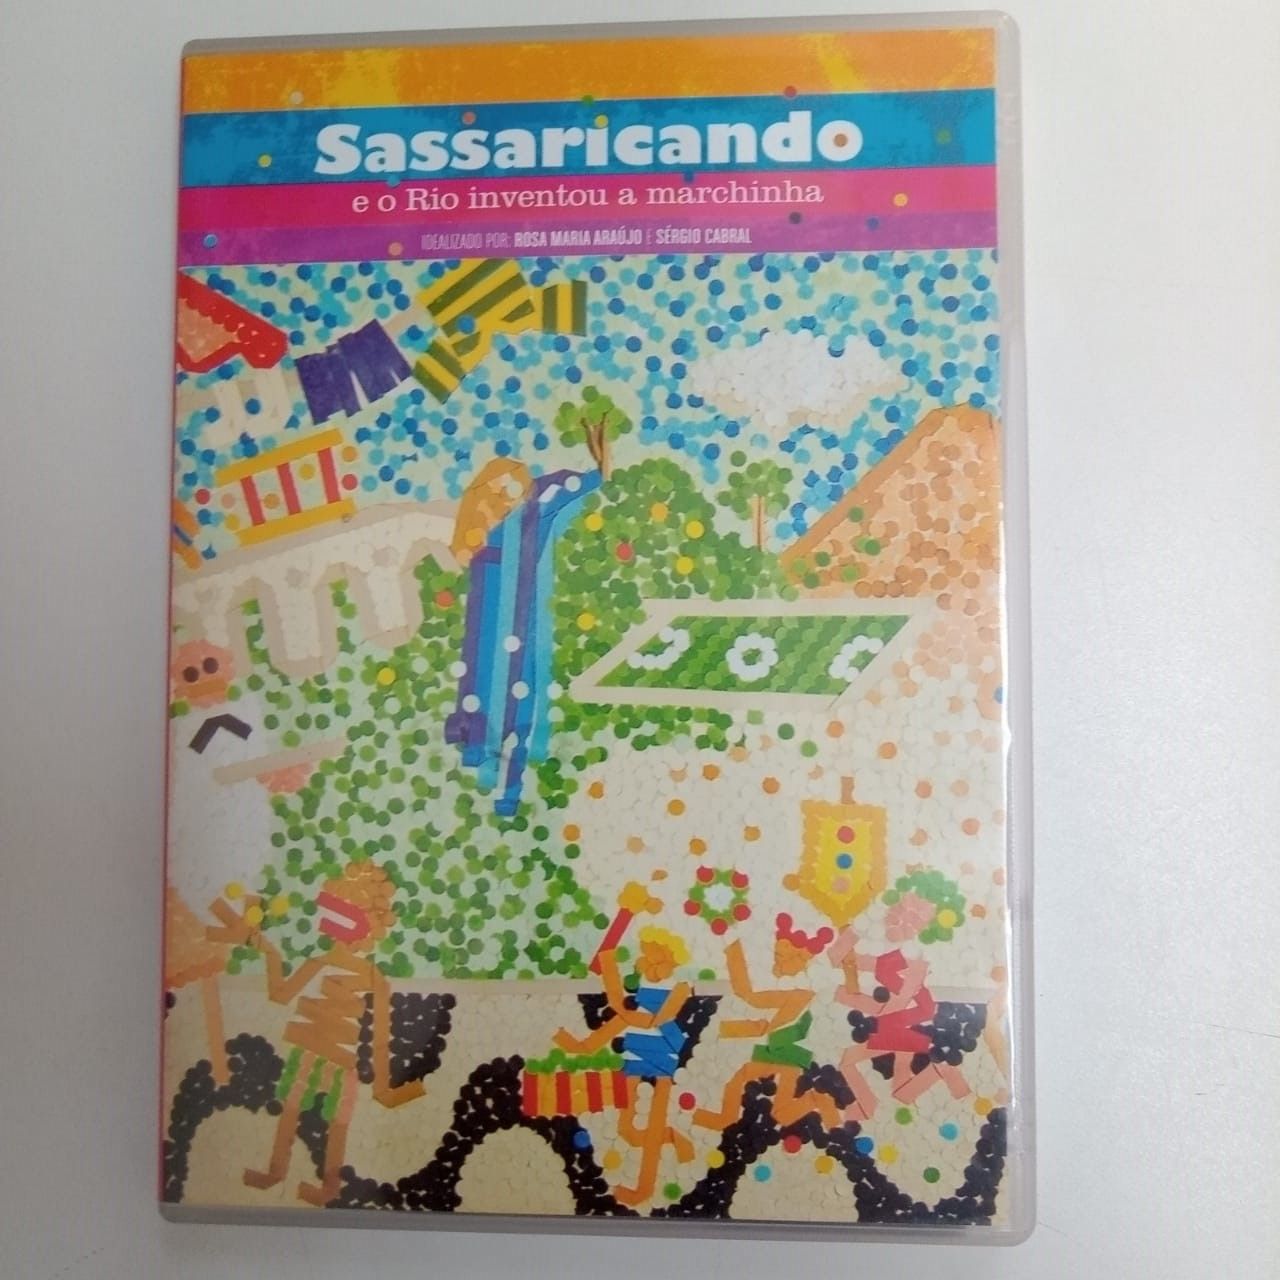 Sassaricando
e o Rio inventou a marchinha
IDEALIZADO POR: ROSA MARIA ARAÚJO E SÉRGIO CABRAL